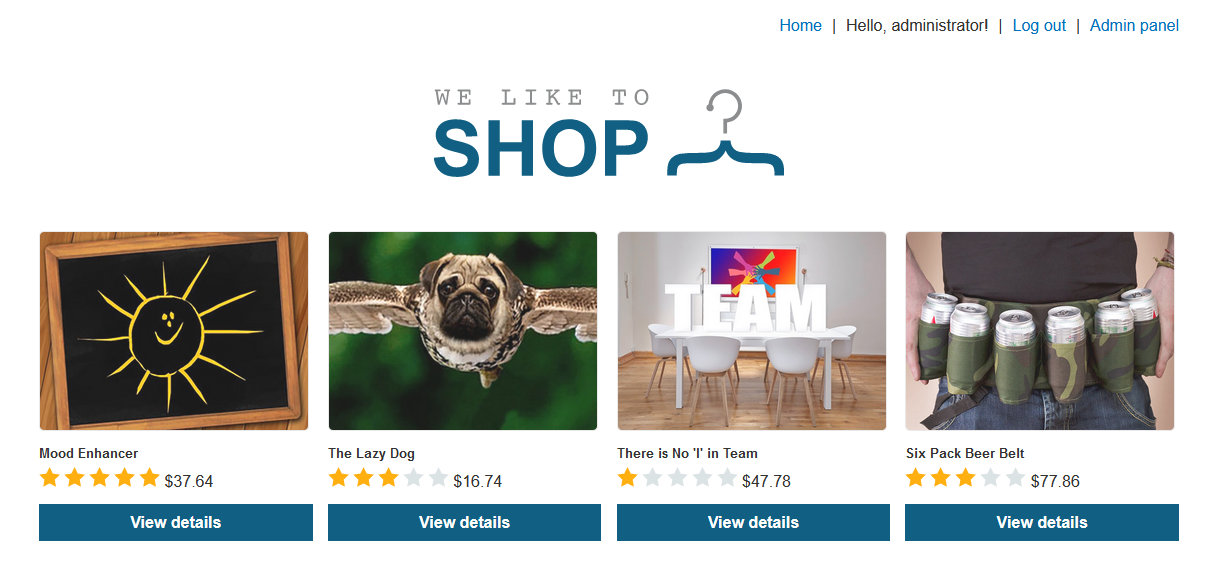 Home | Hello, administrator! | Log out | Admin panel
WE LIKE TO
SHOP
TEAM
Mood Enhancer
The Lazy Dog
There is No 'I' in Team
Six Pack Beer Belt
$37.64
$16.74
$47.78
$77.86
View details
View details
View details
View details